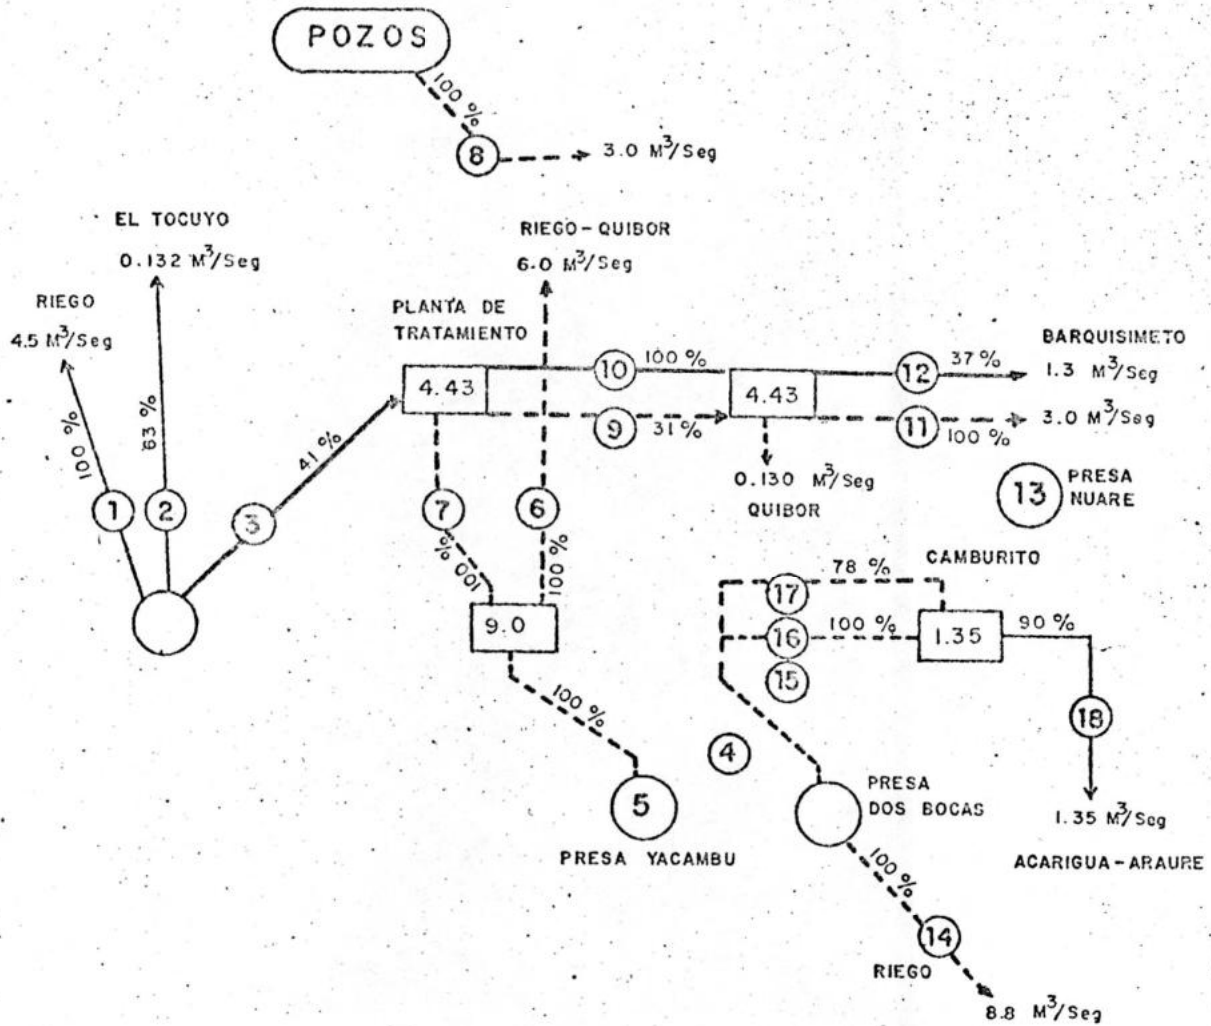 POZOS
100 %
8
3.0 M³/Seg
EL TOCUYO
0.132 M³/Seg
RIEGO-QUIBOR
6.0 M³/Seg
RIEGO
4.5 M³/Seg
PLANTA DE
TRATAMIENTO
BARQUISIMETO
1.3 M³/Seg
4.43
10
100 %
4.43
12
37 %
9
31 %
11
100 %
3.0 M³/Seg
100 %
63 %
41 %
0.130 M³/Seg
QUIBOR
13
PRESA
NUARE
1
2
3
7
6
100 %
100 %
9.0
CAMBURITO
17
78 %
16
100 %
1.35
90 %
15
100 %
18
4
5
PRESA YACAMBU
PRESA
DOS BOCAS
1.35 M³/Seg
ACARIGUA-ARAURE
100 %
14
RIEGO
8.8 M³/Seg